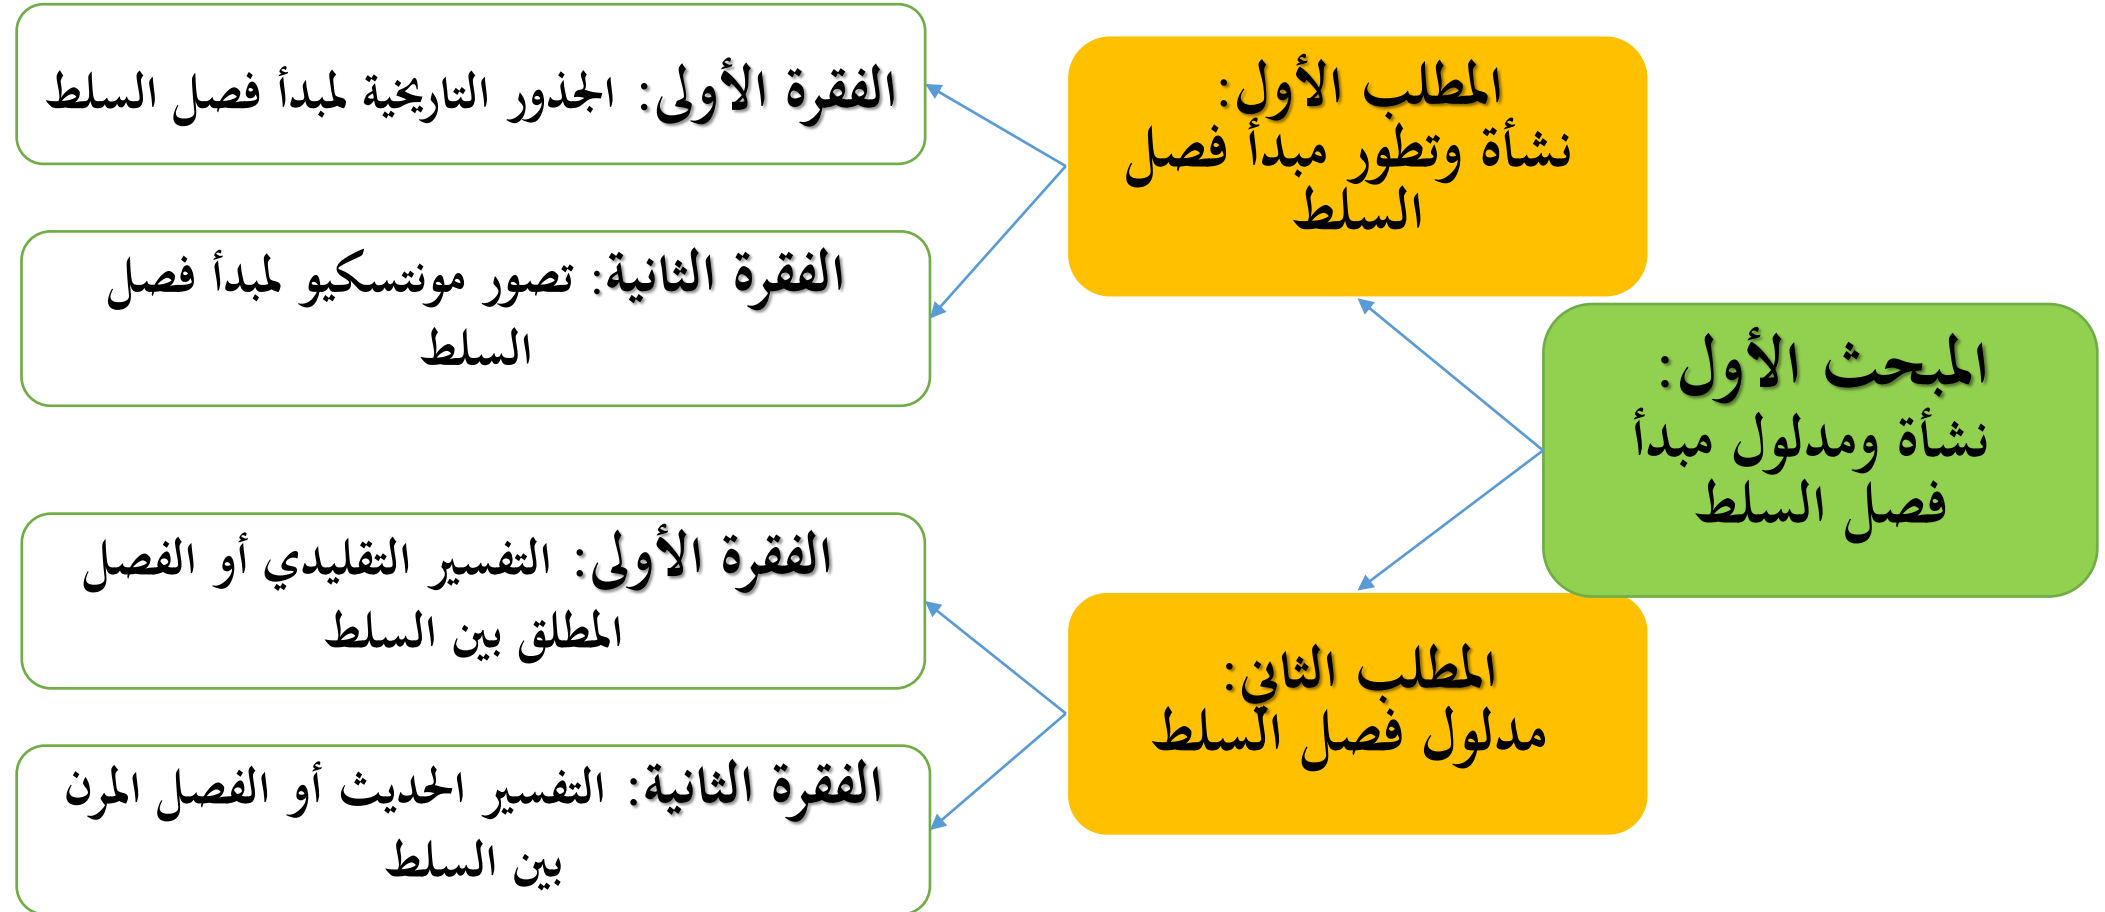 المبحث الأول:
نشأة ومدلول مبدأ
فصل السلط
المطلب الأول:
نشأة وتطور مبدأ فصل
السلط
الفقرة الأولى: الجذور التاريخية لمبدأ فصل السلط
الفقرة الثانية: تصور مونتسكيو لمبدأ فصل
السلط
المطلب الثاني:
مدلول فصل السلط
الفقرة الأولى: التفسير التقليدي أو الفصل
المطلق بين السلط
الفقرة الثانية: التفسير الحديث أو الفصل المرن
بين السلط